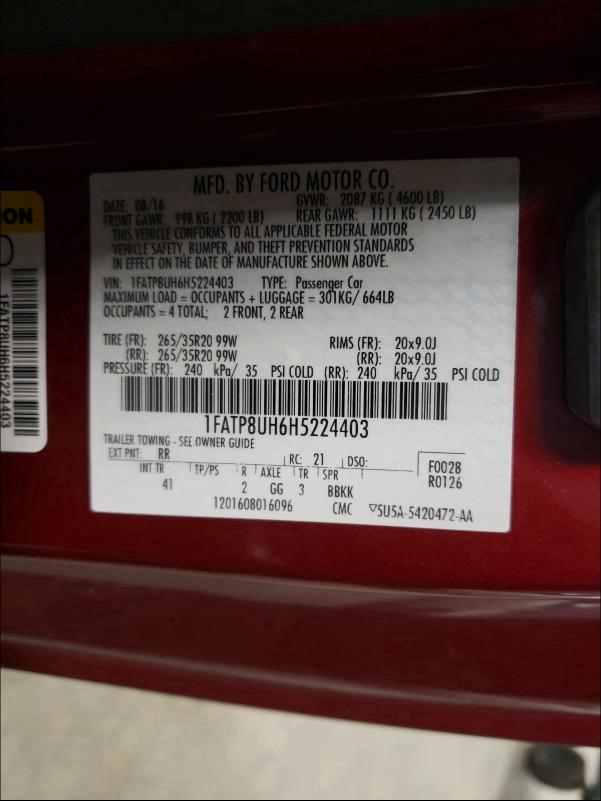 MFD. BY FORD MOTOR CO.
DATE: 08/16 GVWR: 2087 KG ( 4600 LB)
FRONT GAWR: 998 KG ( 2200 LB) REAR GAWR: 1111 KG ( 2450 LB)
THIS VEHICLE CONFORMS TO ALL APPLICABLE FEDERAL MOTOR
VEHICLE SAFETY, BUMPER, AND THEFT PREVENTION STANDARDS
IN EFFECT ON THE DATE OF MANUFACTURE SHOWN ABOVE.
VIN: 1FATP8UH6H5224403 TYPE: Passenger Car
MAXIMUM LOAD = OCCUPANTS + LUGGAGE = 301KG/ 664LB
OCCUPANTS = 4 TOTAL; 2 FRONT, 2 REAR
TIRE (FR): 265/35R20 99W RIMS (FR): 20x9.0J
(RR): 265/35R20 99W (RR): 20x9.0J
PRESSURE (FR): 240 kPa/ 35 PSI COLD (RR): 240 kPa/ 35 PSI COLD
1FATP8UH6H5224403
TRAILER TOWING - SEE OWNER GUIDE
EXT PNT: RR RC: 21 DSO:
INT TR TP/PS R AXLE TR SPR
41 2 GG 3 BBKK
F0028
R0126
1201608016096 CMC ▽5U5A-5420472-AA
ION
1FATP8UH6H5224403